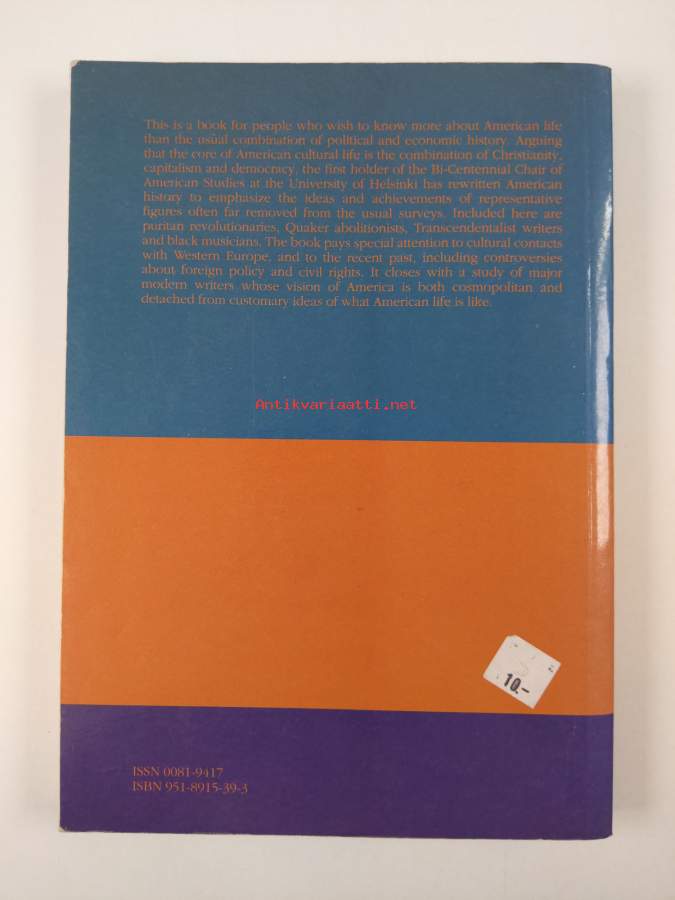 This is a book for people who wish to know more about American life
than the usual combination of political and economic history. Arguing
that the core of American cultural life is the combination of Christianity,
capitalism and democracy, the first holder of the Bi-Centennial Chair of
American Studies at the University of Helsinki has rewritten American
history to emphasize the ideas and achievements of representative
figures often far removed from the usual surveys. Included here are
puritan revolutionaries, Quaker abolitionists, Transcendentalist writers
and black musicians. The book pays special attention to cultural contacts
with Western Europe, and to the recent past, including controversies
about foreign policy and civil rights. It closes with a study of major
modern writers whose vision of America is both cosmopolitan and
detached from customary ideas of what American life is like.
Antikvariaatti.net
10.-
ISSN 0081-9417
ISBN 951-8915-39-3